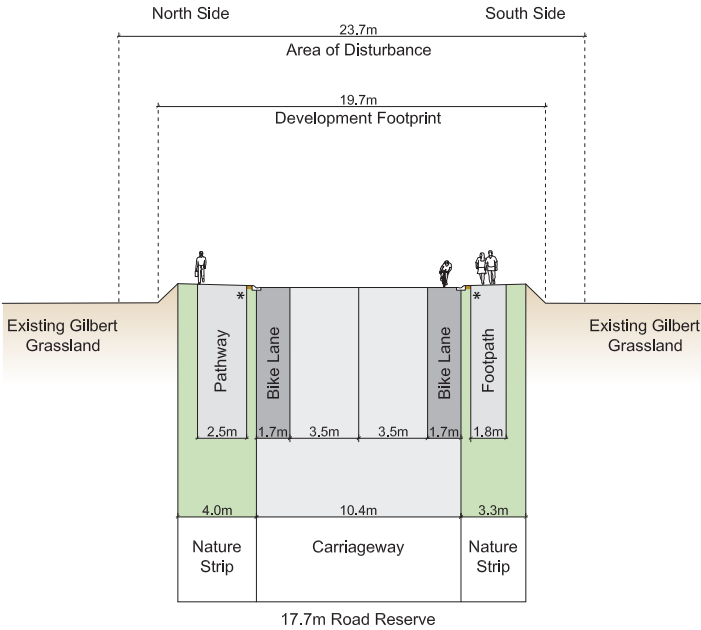 North Side
South Side
23.7m
Area of Disturbance
19.7m
Development Footprint
*
*
Existing Gilbert
Grassland
Existing Gilbert
Grassland
Pathway
Bike Lane
Bike Lane
Footpath
2.5m
1.7m
3.5m
3.5m
1.7m
1.8m
4.0m
10.4m
3.3m
Nature
Strip
Carriageway
Nature
Strip
17.7m Road Reserve